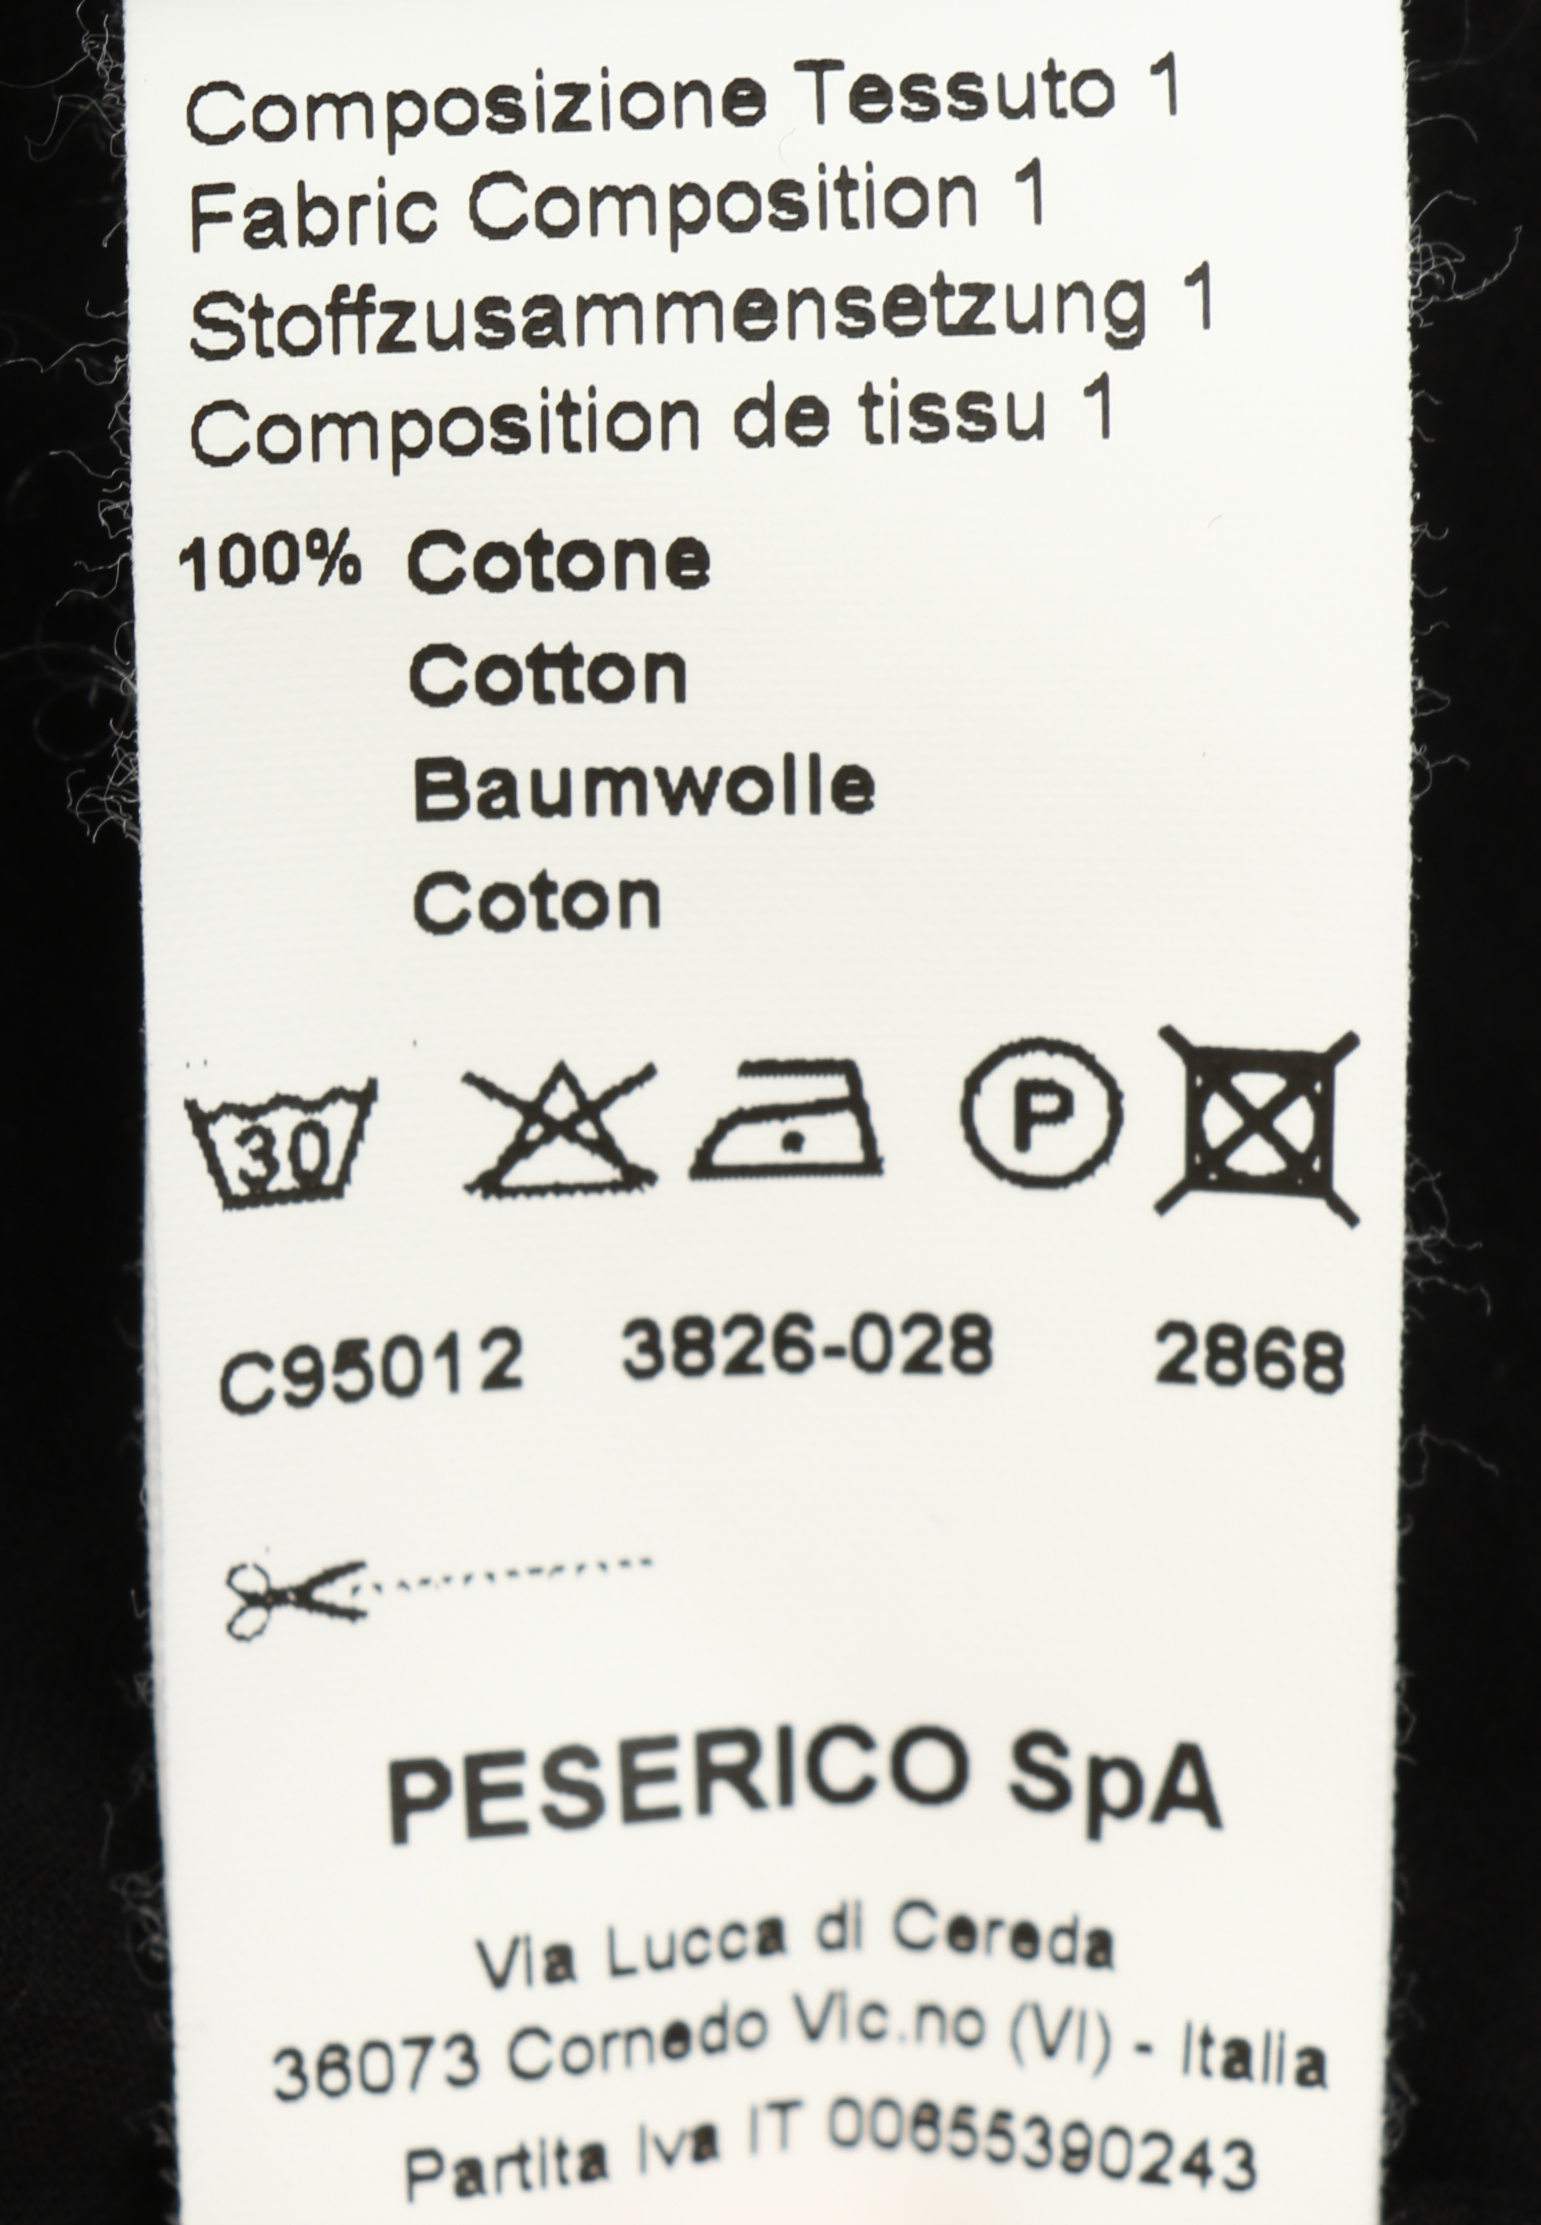 Composizione Tessuto 1
Fabric Composition 1
Stoffzusammensetzung 1
Composition de tissu 1
100% Cotone
Cotton
Baumwolle
Coton
30 P
C95012 3826-028 2868
PESERICO SpA
Via Lucca di Cereda
36073 Cornedo Vic.no (VI) - Italia
Partita Iva IT 00655390243